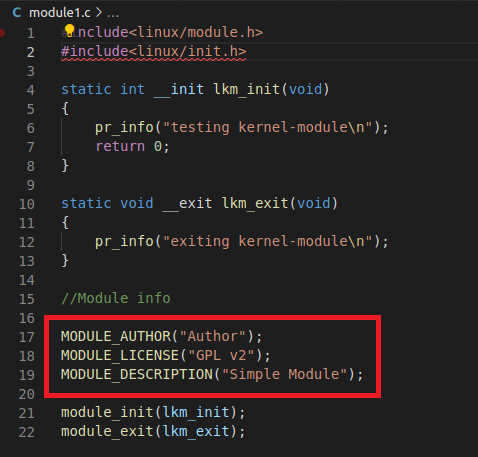 C module1.c > ...
1 #include<linux/module.h>
2 #include<linux/init.h>
3
4 static int __init lkm_init(void)
5 {
6 pr_info("testing kernel-module\n");
7 return 0;
8 }
9
10 static void __exit lkm_exit(void)
11 {
12 pr_info("exiting kernel-module\n");
13 }
14
15 //Module info
16
17 MODULE_AUTHOR("Author");
18 MODULE_LICENSE("GPL v2");
19 MODULE_DESCRIPTION("Simple Module");
20
21 module_init(lkm_init);
22 module_exit(lkm_exit);